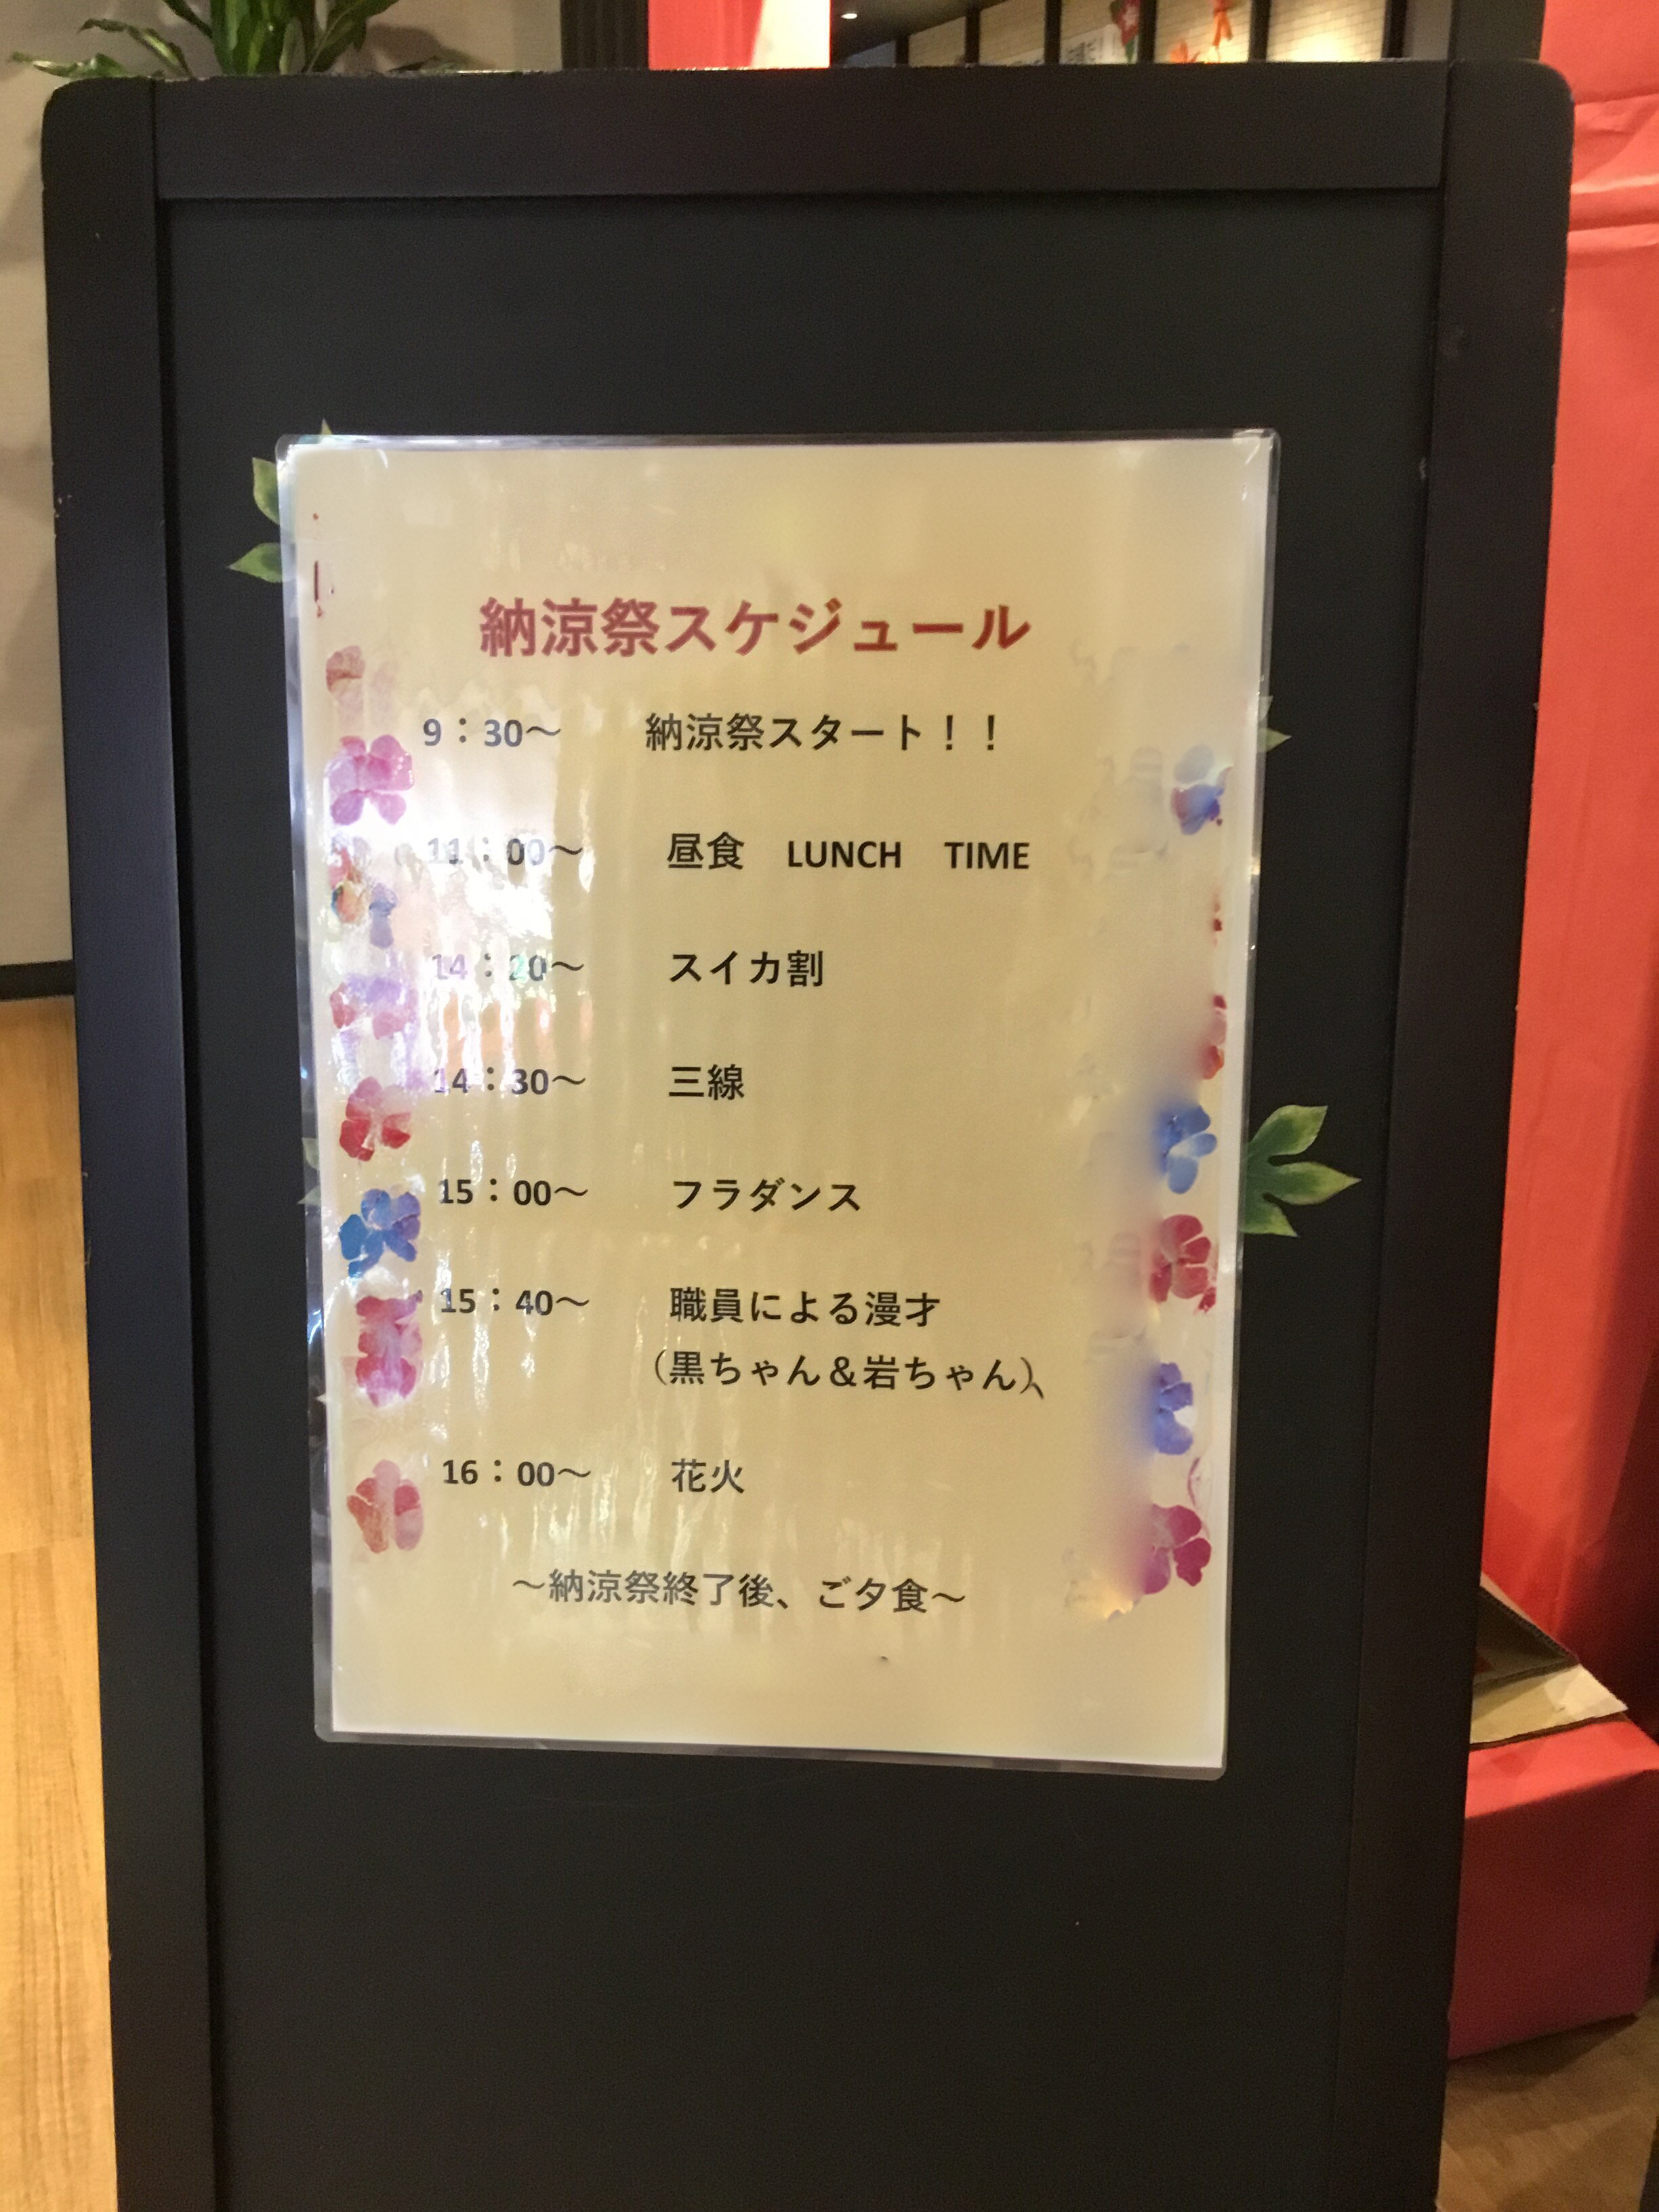 納涼祭スケジュール
9：30～　納涼祭スタート！！
11：00～　昼食　LUNCH　TIME
14：20～　スイカ割
14：30～　三線
15：00～　フラダンス
15：40～　職員による漫才
（黒ちゃん＆岩ちゃん）
16：00～　花火
～納涼祭終了後、ご夕食～